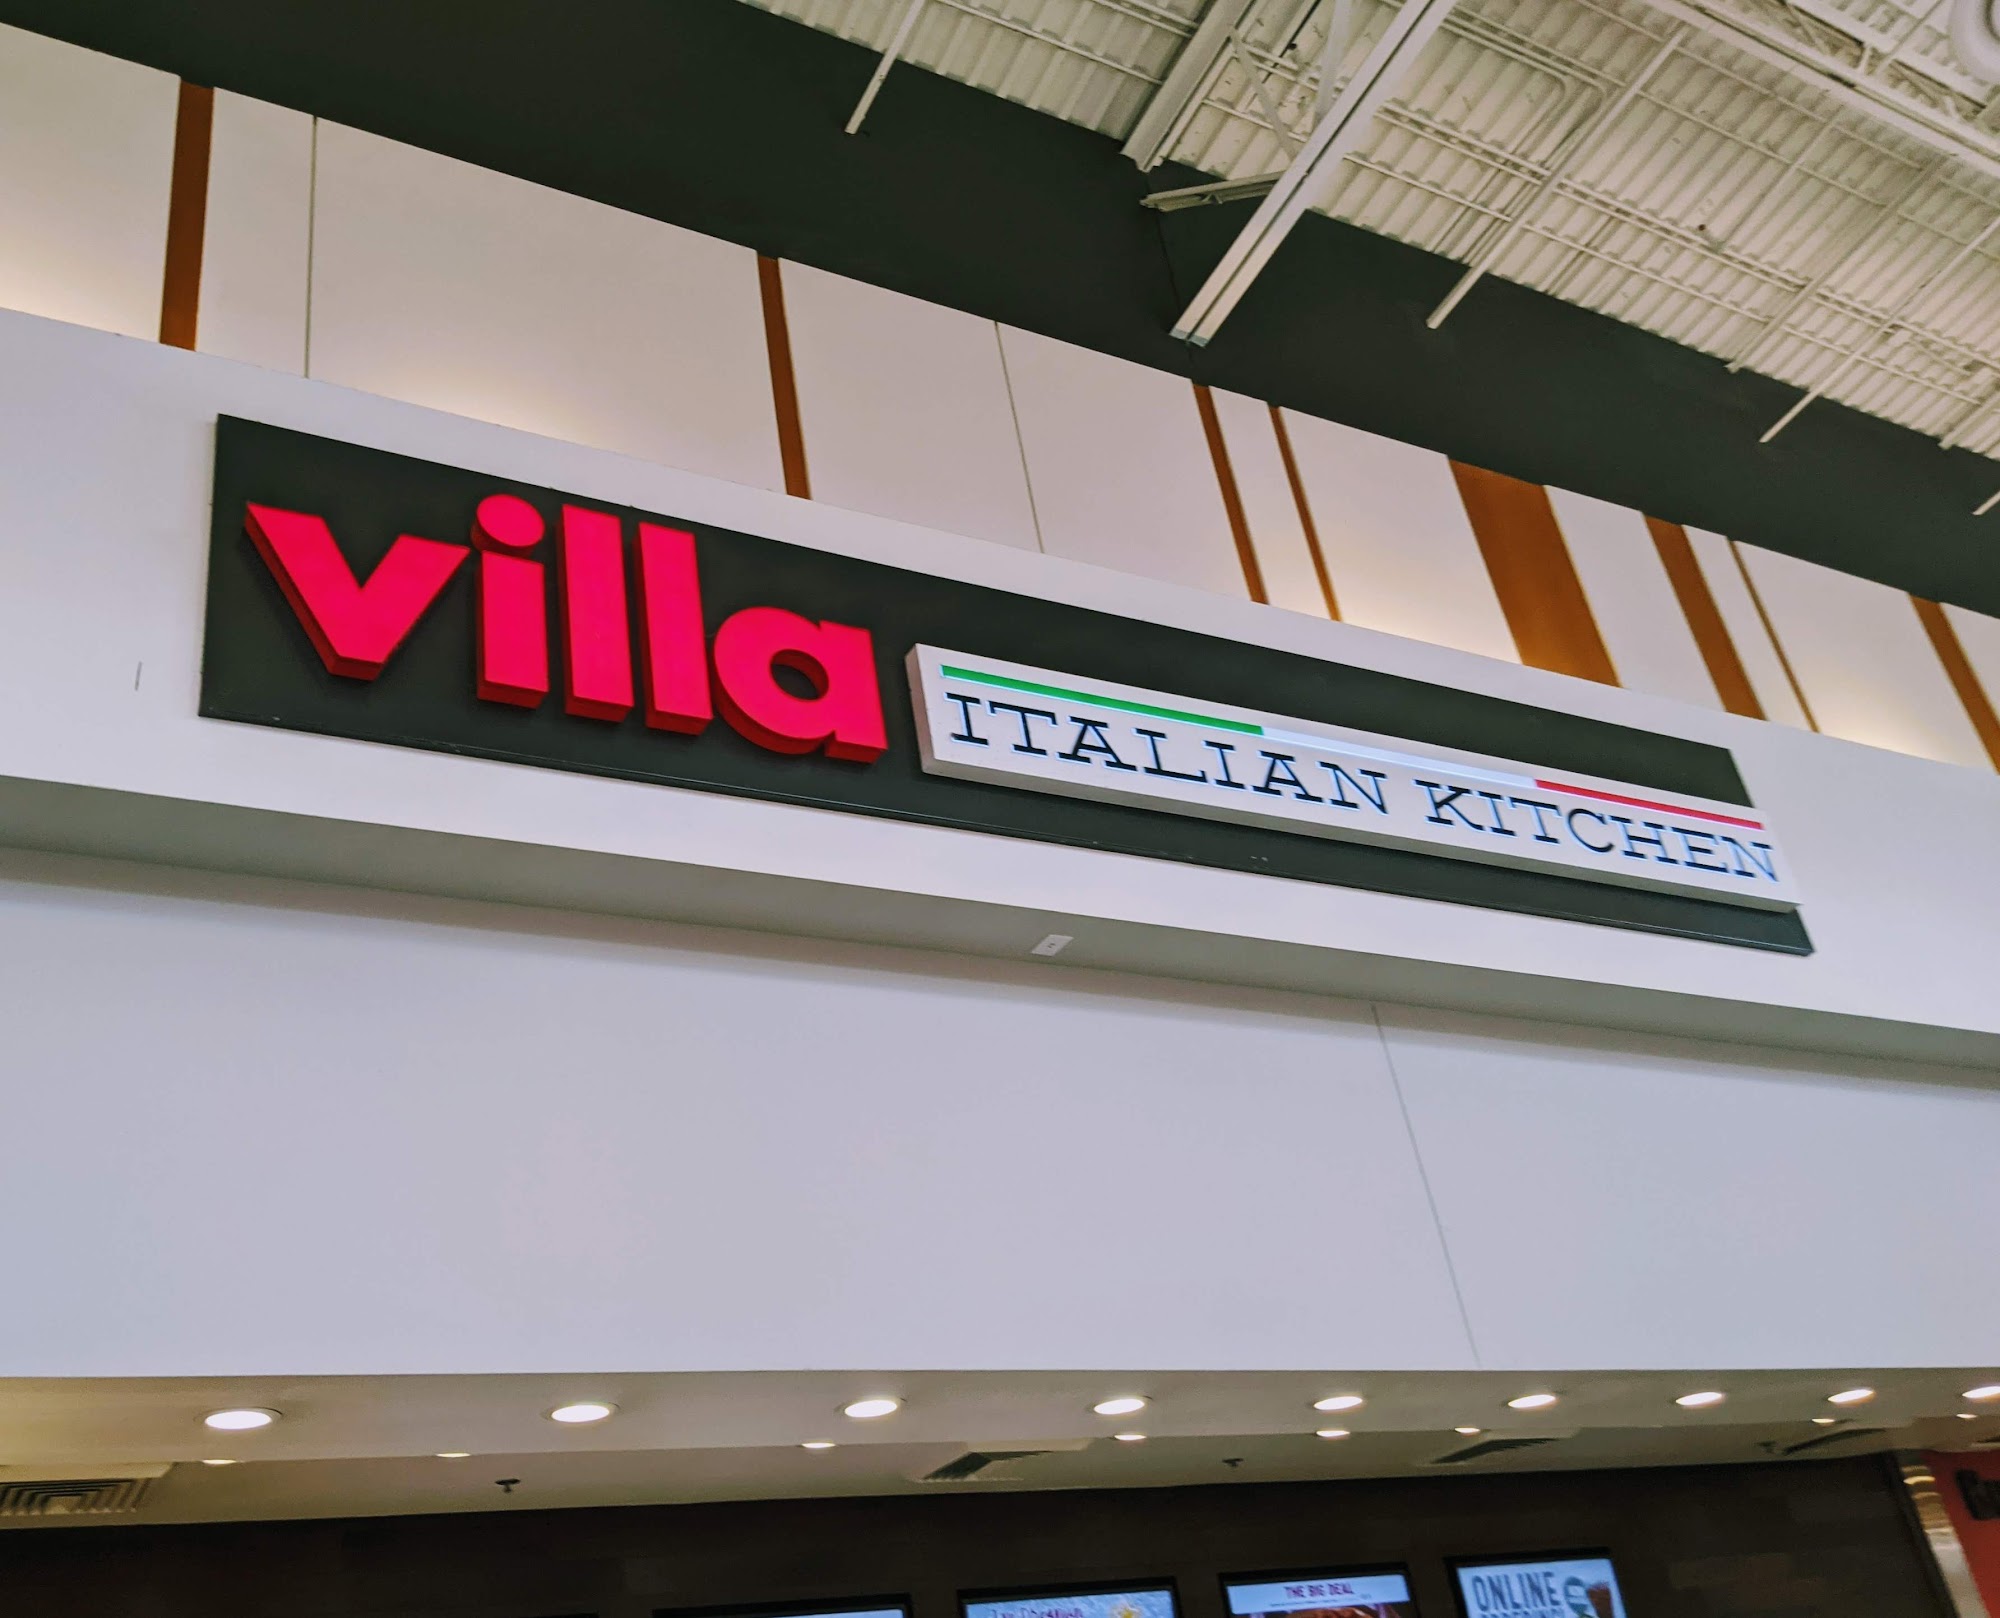 villa
ITALIAN KITCHEN
THE BIG DEAL
ONLINE